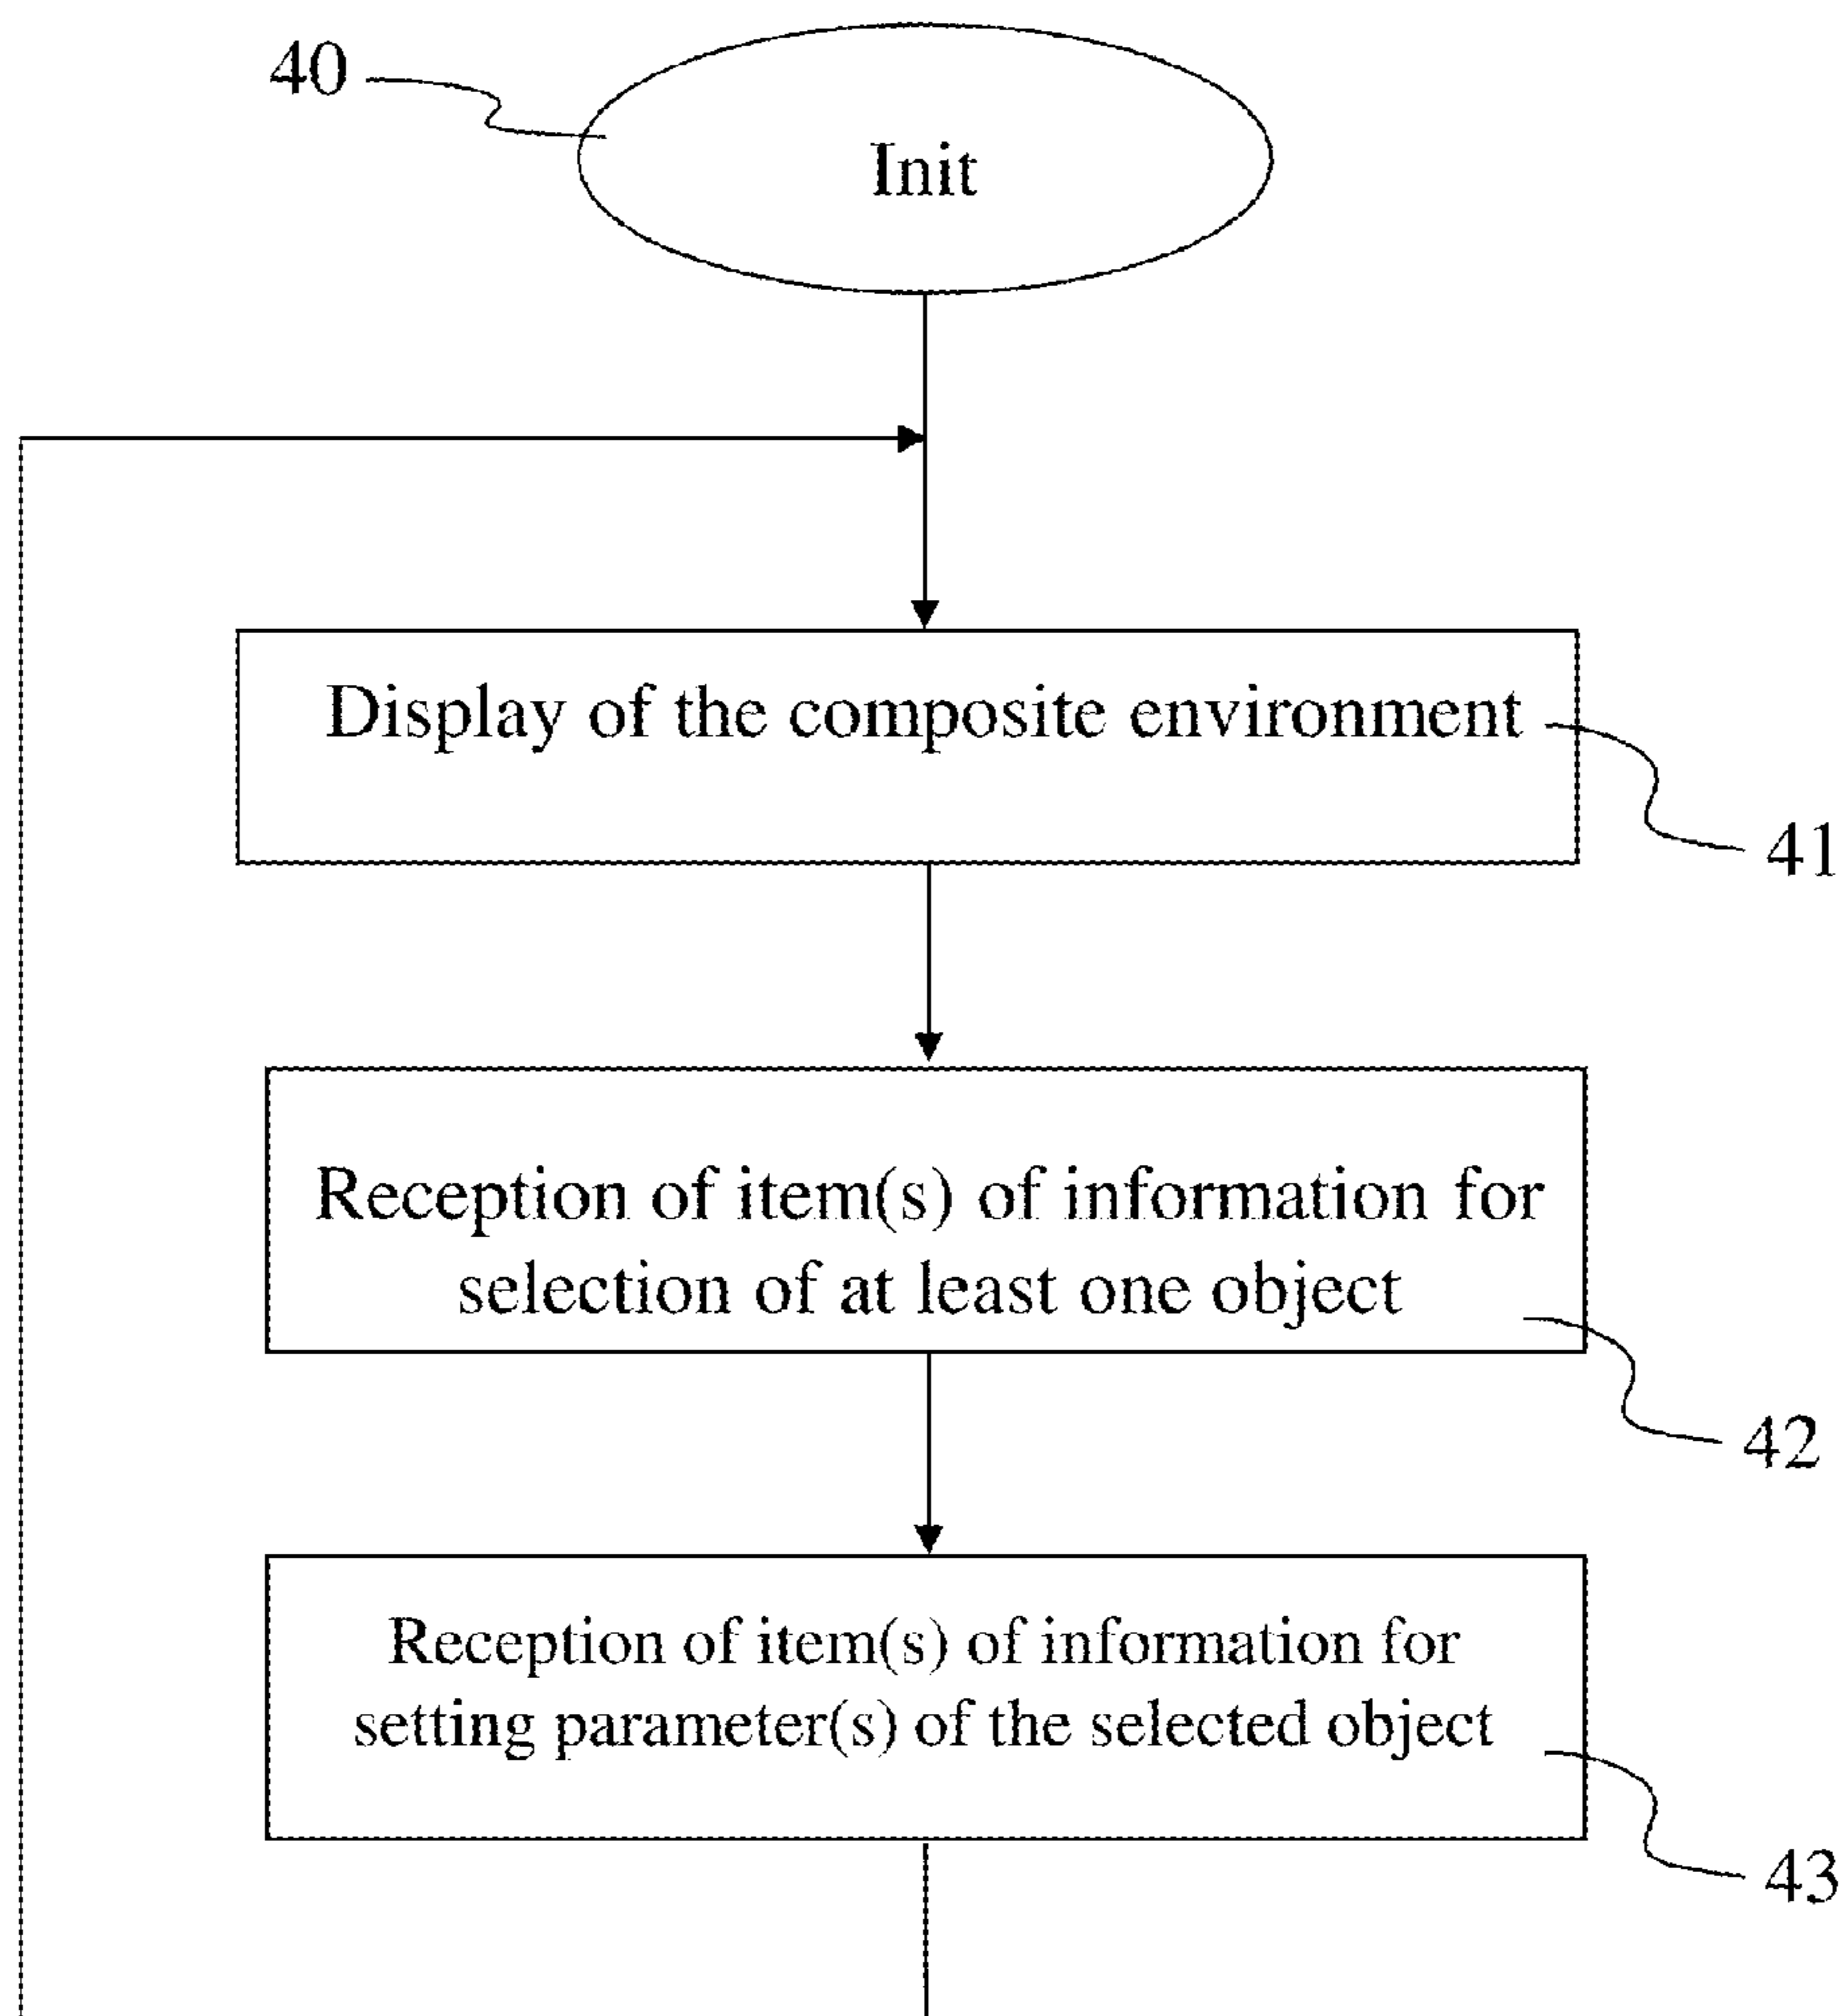 40
Init
Display of the composite environment
41
Reception of item(s) of information for
selection of at least one object
42
Reception of item(s) of information for
setting parameter(s) of the selected object
43